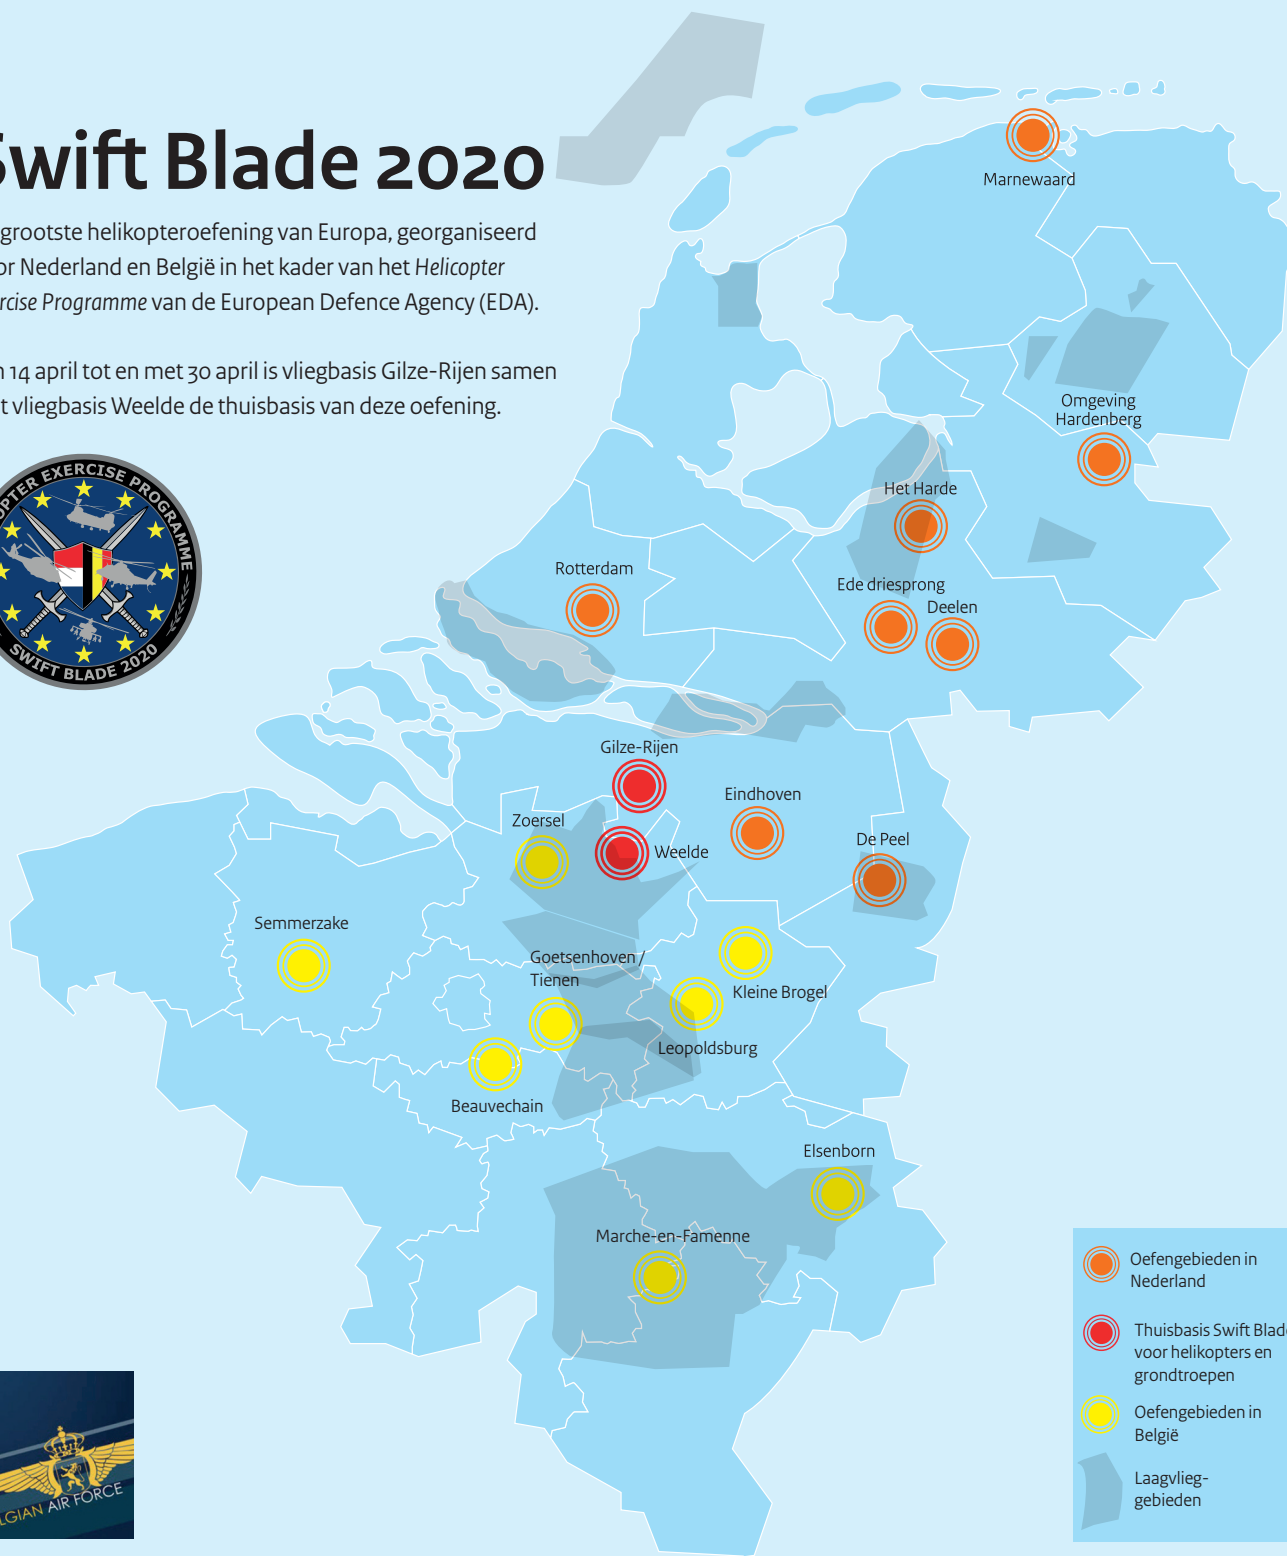 Swift Blade 2020
grootste helikopteroefening van Europa, georganiseerd
or Nederland en België in het kader van het Helicopter
rcise Programme van de European Defence Agency (EDA).
n 14 april tot en met 30 april is vliegbasis Gilze-Rijen samen
t vliegbasis Weelde de thuisbasis van deze oefening.
OPTER EXERCISE PROGRAMME
SWIFT BLADE 2020
Marnewaard
Omgeving
Hardenberg
Het Harde
Rotterdam
Ede driesprong
Deelen
Gilze-Rijen
Eindhoven
Zoersel
De Peel
Weelde
Semmerzake
Goetsenhoven /
Tienen
Kleine Brogel
Leopoldsburg
Beauvechain
Elsenborn
Marche-en-Famenne
Oefengebieden in
Nederland
Thuisbasis Swift Blade
voor helikopters en
grondtroepen
Oefengebieden in
België
Laagvlieg-
gebieden
LGIAN AIR FORCE